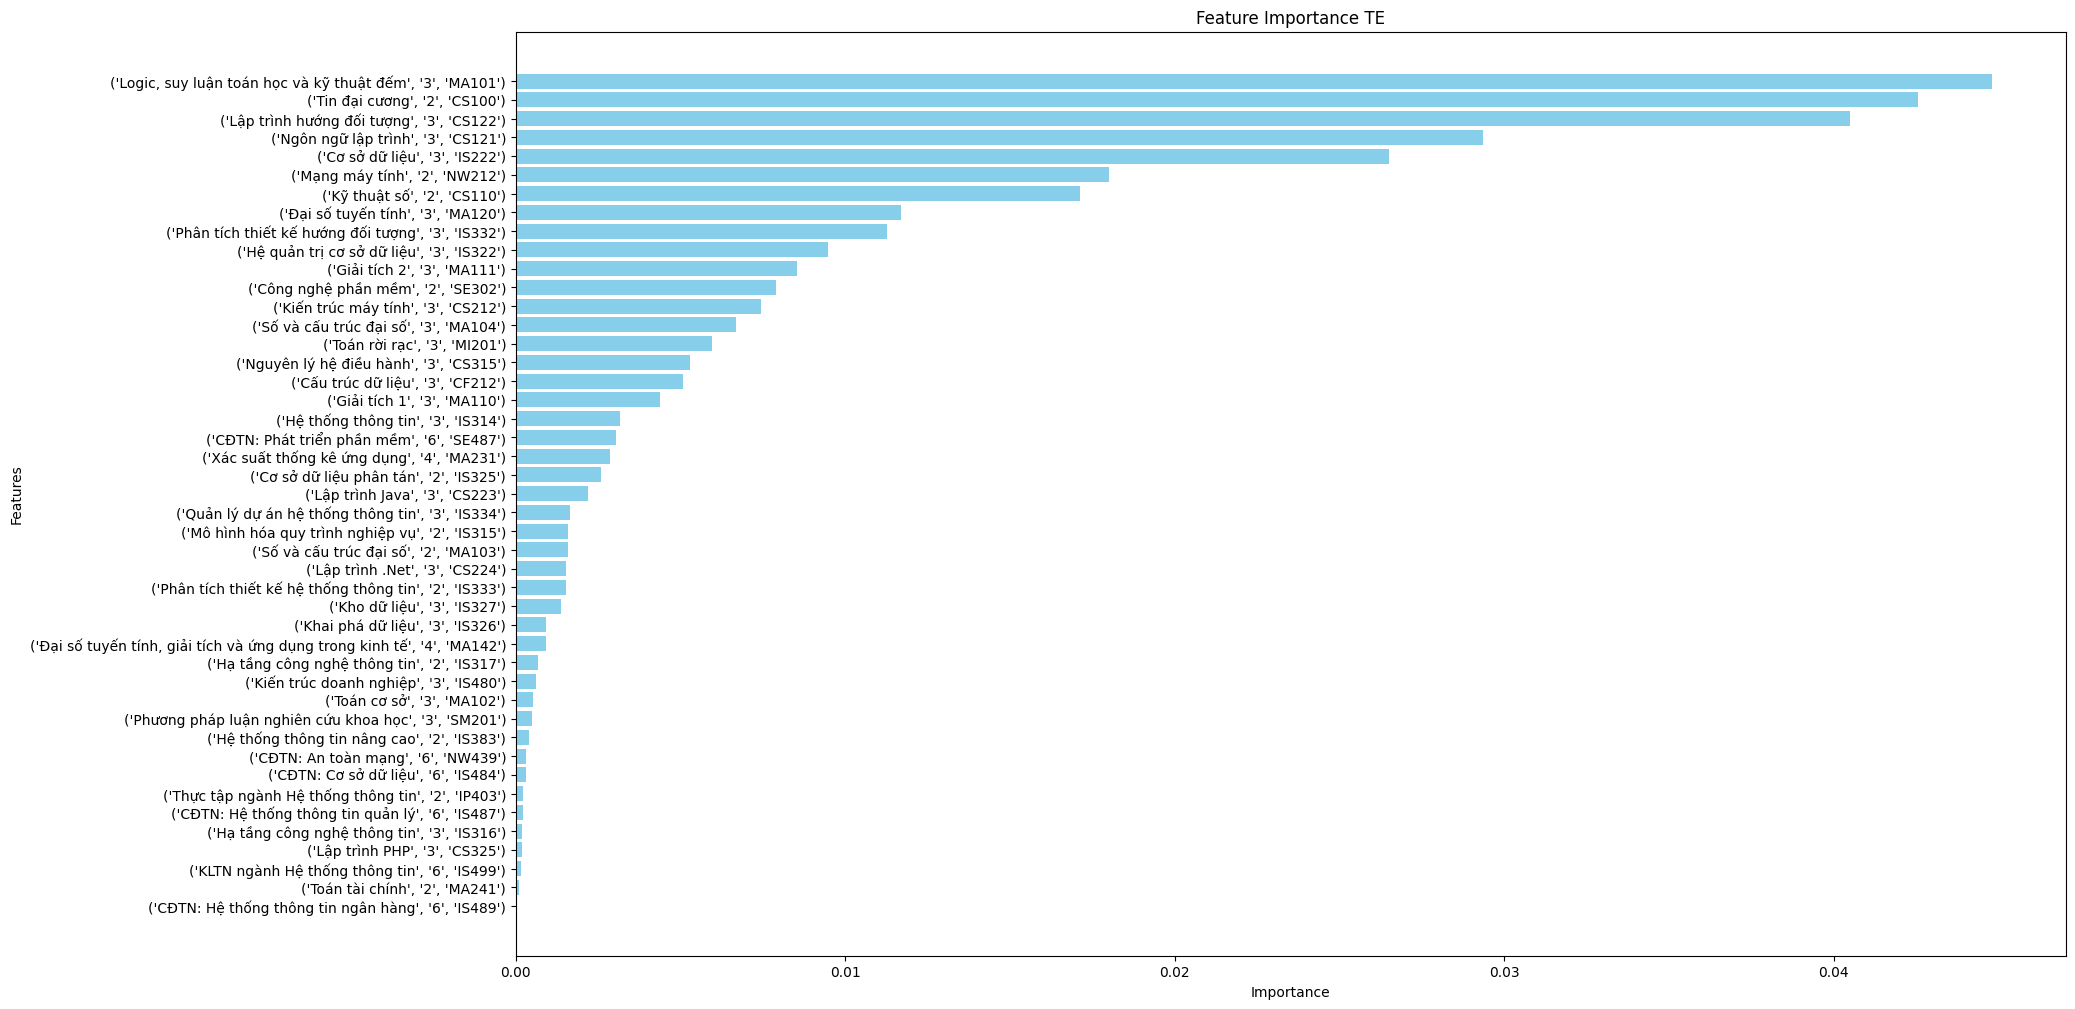 Feature Importance TE
Features
('Logic, suy luận toán học và kỹ thuật đếm', '3', 'MA101')
('Tin đại cương', '2', 'CS100')
('Lập trình hướng đối tượng', '3', 'CS122')
('Ngôn ngữ lập trình', '3', 'CS121')
('Cơ sở dữ liệu', '3', 'IS222')
('Mạng máy tính', '2', 'NW212')
('Kỹ thuật số', '2', 'CS110')
('Đại số tuyến tính', '3', 'MA120')
('Phân tích thiết kế hướng đối tượng', '3', 'IS332')
('Hệ quản trị cơ sở dữ liệu', '3', 'IS322')
('Giải tích 2', '3', 'MA111')
('Công nghệ phần mềm', '2', 'SE302')
('Kiến trúc máy tính', '3', 'CS212')
('Số và cấu trúc đại số', '3', 'MA104')
('Toán rời rạc', '3', 'MI201')
('Nguyên lý hệ điều hành', '3', 'CS315')
('Cấu trúc dữ liệu', '3', 'CF212')
('Giải tích 1', '3', 'MA110')
('Hệ thống thông tin', '3', 'IS314')
('CĐTN: Phát triển phần mềm', '6', 'SE487')
('Xác suất thống kê ứng dụng', '4', 'MA231')
('Cơ sở dữ liệu phân tán', '2', 'IS325')
('Lập trình Java', '3', 'CS223')
('Quản lý dự án hệ thống thông tin', '3', 'IS334')
('Mô hình hóa quy trình nghiệp vụ', '2', 'IS315')
('Số và cấu trúc đại số', '2', 'MA103')
('Lập trình .Net', '3', 'CS224')
('Phân tích thiết kế hệ thống thông tin', '2', 'IS333')
('Kho dữ liệu', '3', 'IS327')
('Khai phá dữ liệu', '3', 'IS326')
('Đại số tuyến tính, giải tích và ứng dụng trong kinh tế', '4', 'MA142')
('Hạ tầng công nghệ thông tin', '2', 'IS317')
('Kiến trúc doanh nghiệp', '3', 'IS480')
('Toán cơ sở', '3', 'MA102')
('Phương pháp luận nghiên cứu khoa học', '3', 'SM201')
('Hệ thống thông tin nâng cao', '2', 'IS383')
('CĐTN: An toàn mạng', '6', 'NW439')
('CĐTN: Cơ sở dữ liệu', '6', 'IS484')
('Thực tập ngành Hệ thống thông tin', '2', 'IP403')
('CĐTN: Hệ thống thông tin quản lý', '6', 'IS487')
('Hạ tầng công nghệ thông tin', '3', 'IS316')
('Lập trình PHP', '3', 'CS325')
('KLTN ngành Hệ thống thông tin', '6', 'IS499')
('Toán tài chính', '2', 'MA241')
('CĐTN: Hệ thống thông tin ngân hàng', '6', 'IS489')
0.00 0.01 0.02 0.03 0.04
Importance